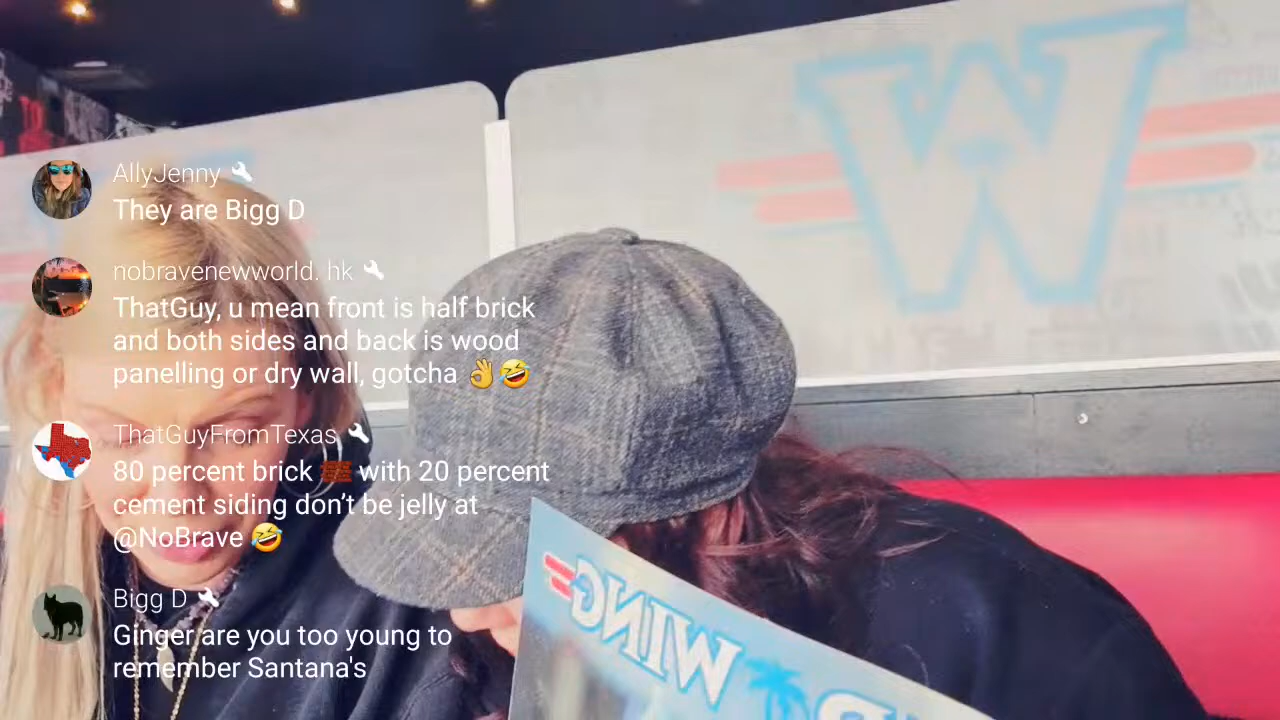 W
AllyJenny
They are Bigg D
nobravenewworld. hk
ThatGuy, u mean front is half brick
and both sides and back is wood
panelling or dry wall, gotcha 👌🤣
ThatGuyFromTexas
80 percent brick 🧱 with 20 percent
cement siding don't be jelly at
@NoBrave 🤣
Bigg D
Ginger are you too young to
remember Santana's
WING